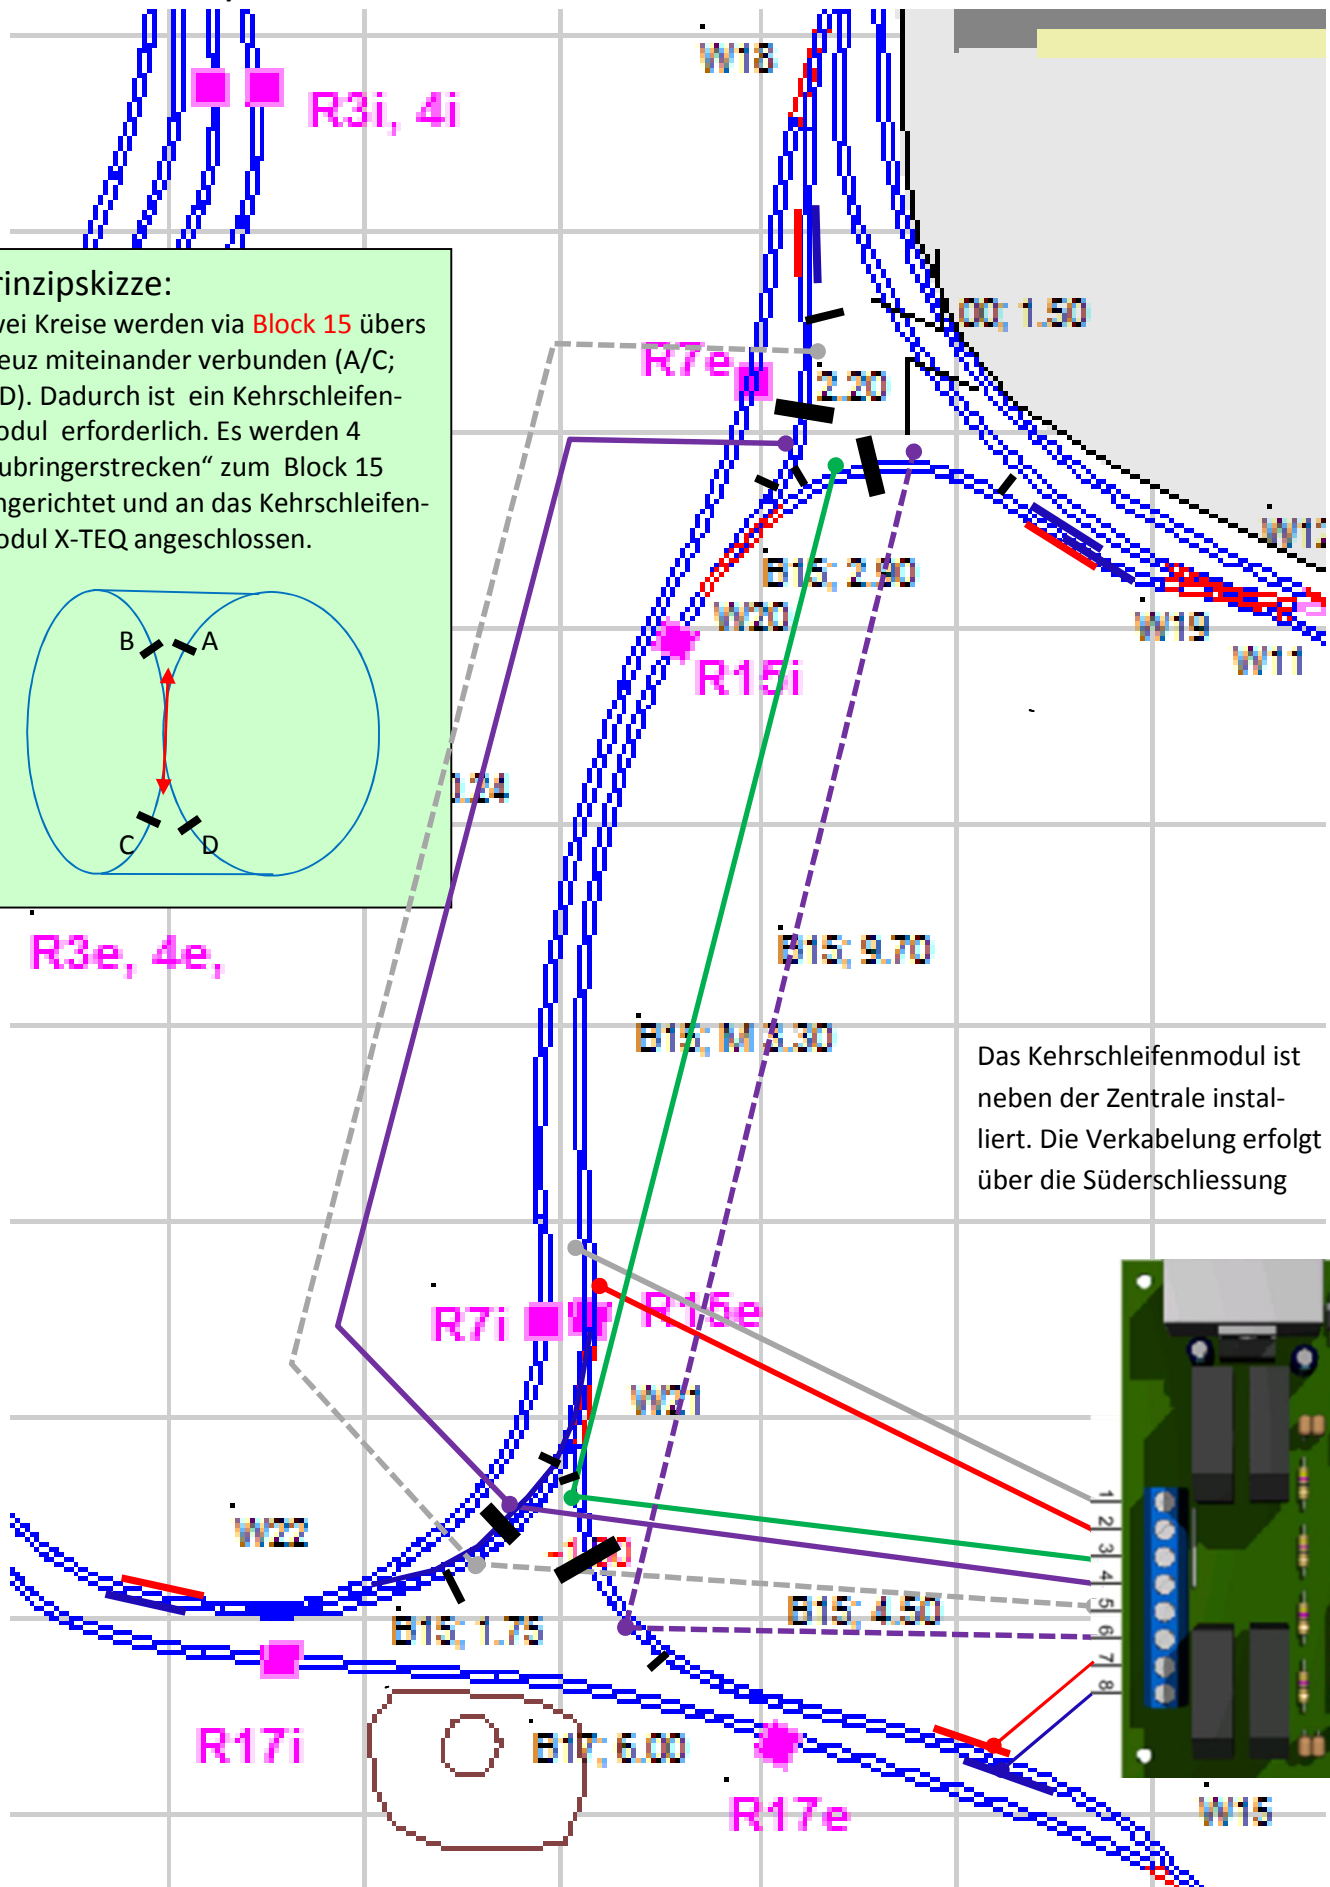 W18
R3i, 4i
rinzipskizze:
wei Kreise werden via Block 15 übers
reuz miteinander verbunden (A/C;
D). Dadurch ist ein Kehrschleifen-
odul erforderlich. Es werden 4
ubringerstrecken“ zum Block 15
ngerichtet und an das Kehrschleifen-
odul X-TEQ angeschlossen.
B
A
C
D
00; 1.50
R7e
2.20
W12
B15; 2.90
W20
W19
W11
R15i
.24
R3e, 4e,
B15; 9.70
B15; M 3.30
Das Kehrschleifenmodul ist
neben der Zentrale instal-
liert. Die Verkabelung erfolgt
über die Süderschliessung
R7i
R15e
W21
1
2
3
4
5
6
7
8
W22
B15; 1.75
B15; 4.50
R17i
B17; 6.00
R17e
W15